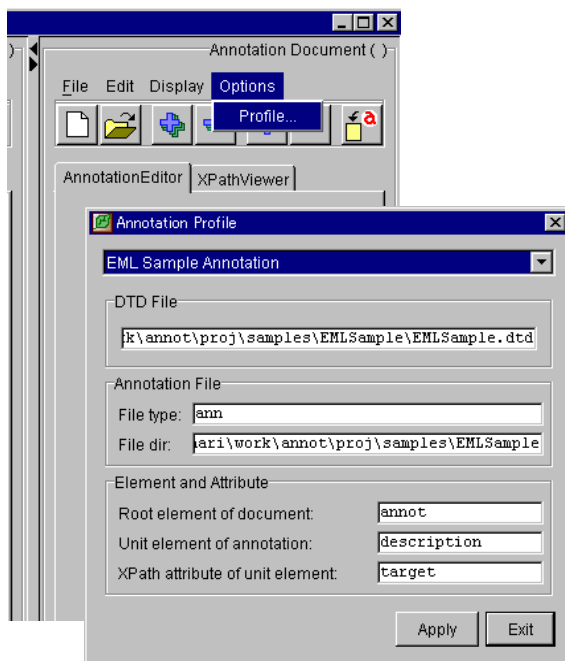 )
Annotation Document ( )
File Edit Display Options
Profile...
a
AnnotationEditor XPathViewer
Annotation Profile
EML Sample Annotation
DTD File
k\annot\proj\samples\EMLSample\EMLSample.dtd
Annotation File
File type: ann
File dir: ari\work\annot\proj\samples\EMLSample
Element and Attribute
Root element of document: annot
Unit element of annotation: description
XPath attribute of unit element: target
Apply Exit